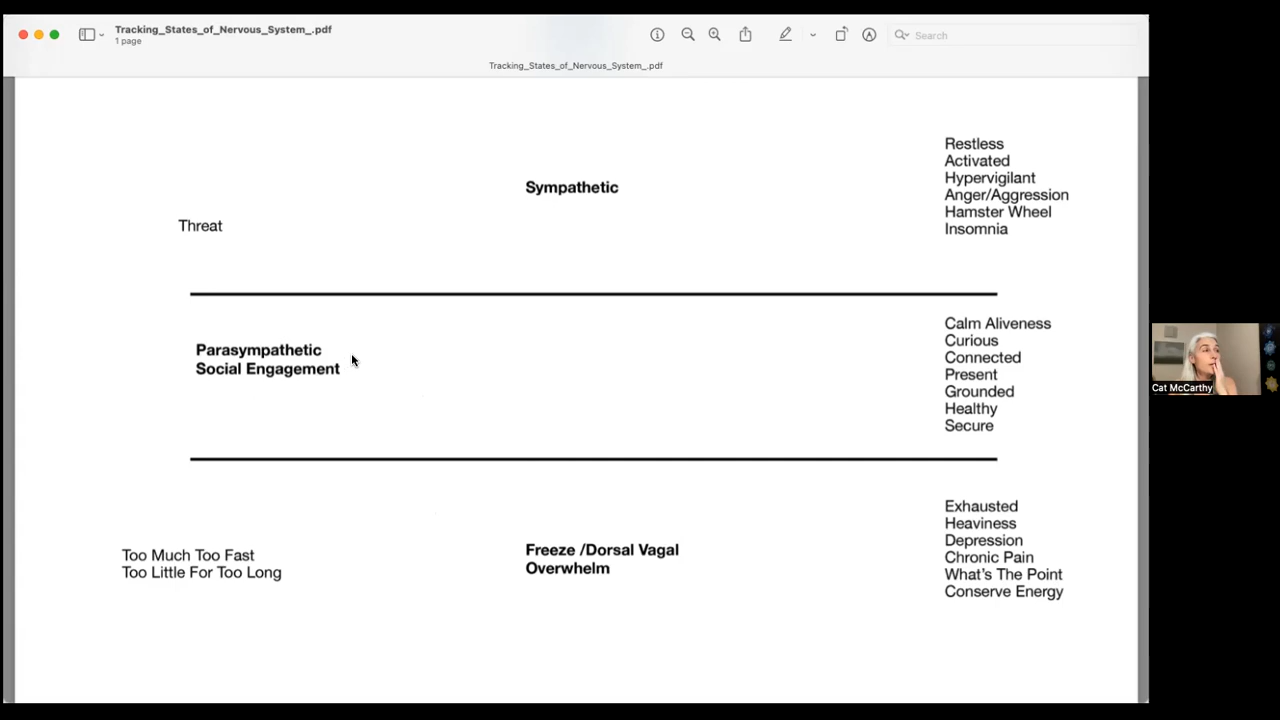 Tracking_States_of_Nervous_System_.pdf
1 page
Search
Tracking_States_of_Nervous_System_.pdf
Restless
Activated
Hypervigilant
Anger/Aggression
Hamster Wheel
Insomnia
Sympathetic
Threat
Parasympathetic
Social Engagement
Calm Aliveness
Curious
Connected
Present
Grounded
Healthy
Secure
Cat McCarthy
Too Much Too Fast
Too Little For Too Long
Freeze /Dorsal Vagal
Overwhelm
Exhausted
Heaviness
Depression
Chronic Pain
What's The Point
Conserve Energy